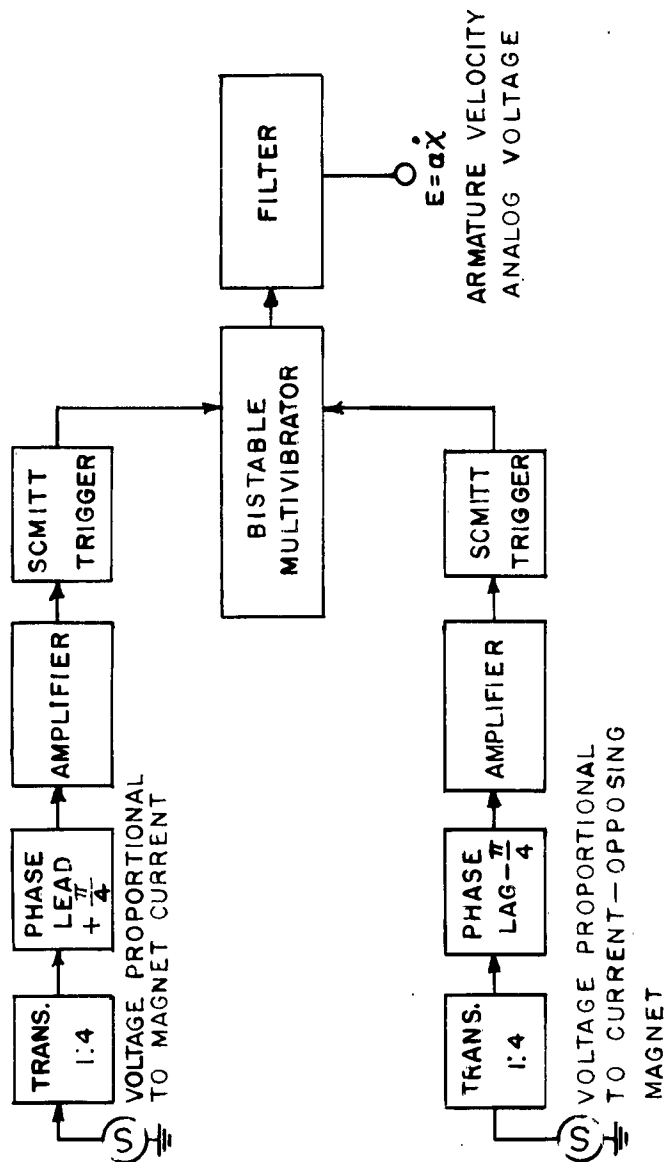 S
TRANS.
1:4
PHASE
LEAD
+ π/4
AMPLIFIER
SCMITT
TRIGGER
VOLTAGE PROPORTIONAL
TO MAGNET CURRENT
BISTABLE
MULTIVIBRATOR
FILTER
E = αẋ
ARMATURE VELOCITY
ANALOG VOLTAGE
S
TRANS.
1:4
PHASE
LAG-π/4
AMPLIFIER
SCMITT
TRIGGER
VOLTAGE PROPORTIONAL
TO CURRENT-OPPOSING
MAGNET